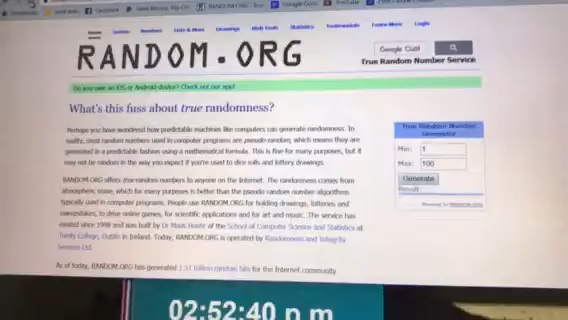 Facebook
RANDOM.ORG - True
Google Docs
YouTube
Home Games Numbers Lists & More Drawings Web Tools Statistics Testimonials Learn More Login
RANDOM.ORG
Google Cust
True Random Number Service
Do you own an iOS or Android device? Check out our app!
What's this fuss about true randomness?
Perhaps you have wondered how predictable machines like computers can generate randomness. In
reality, most random numbers used in computer programs are pseudo-random, which means they are
generated in a predictable fashion using a mathematical formula. This is fine for many purposes, but it
may not be random in the way you expect if you're used to dice rolls and lottery drawings.
RANDOM.ORG offers true random numbers to anyone on the Internet. The randomness comes from
atmospheric noise, which for many purposes is better than the pseudo-random number algorithms
typically used in computer programs. People use RANDOM.ORG for holding drawings, lotteries and
sweepstakes, to drive online games, for scientific applications and for art and music. The service has
existed since 1998 and was built by Dr Mads Haahr of the School of Computer Science and Statistics at
Trinity College, Dublin in Ireland. Today, RANDOM.ORG is operated by Randomness and Integrity
Services Ltd.
As of today, RANDOM.ORG has generated 1.51 trillion random bits for the Internet community
True Random Number
Generator
Min: 1
Max: 100
Generate
Result:
Powered by RANDOM.ORG
02:52:40 p m